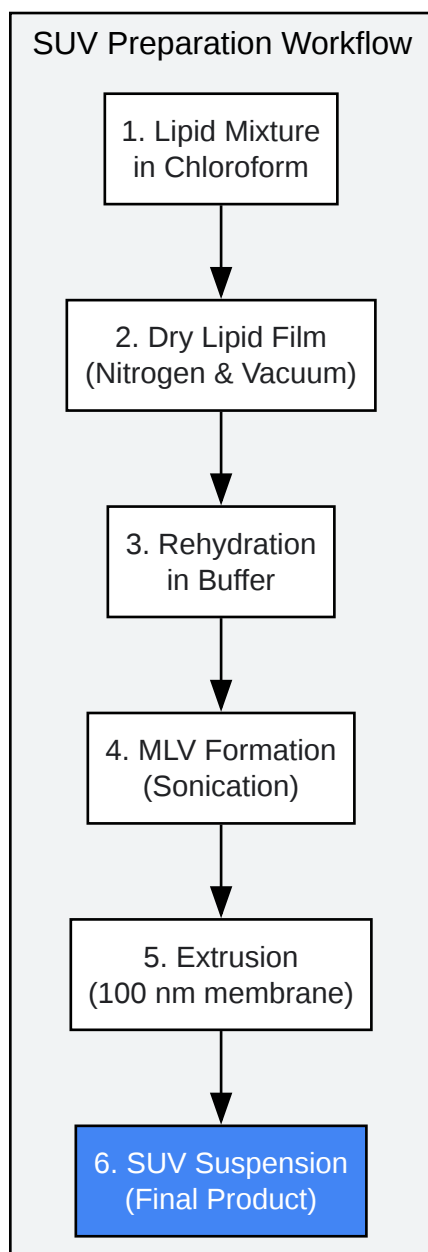 SUV Preparation Workflow
1. Lipid Mixture
in Chloroform
2. Dry Lipid Film
(Nitrogen & Vacuum)
3. Rehydration
in Buffer
4. MLV Formation
(Sonication)
5. Extrusion
(100 nm membrane)
6. SUV Suspension
(Final Product)